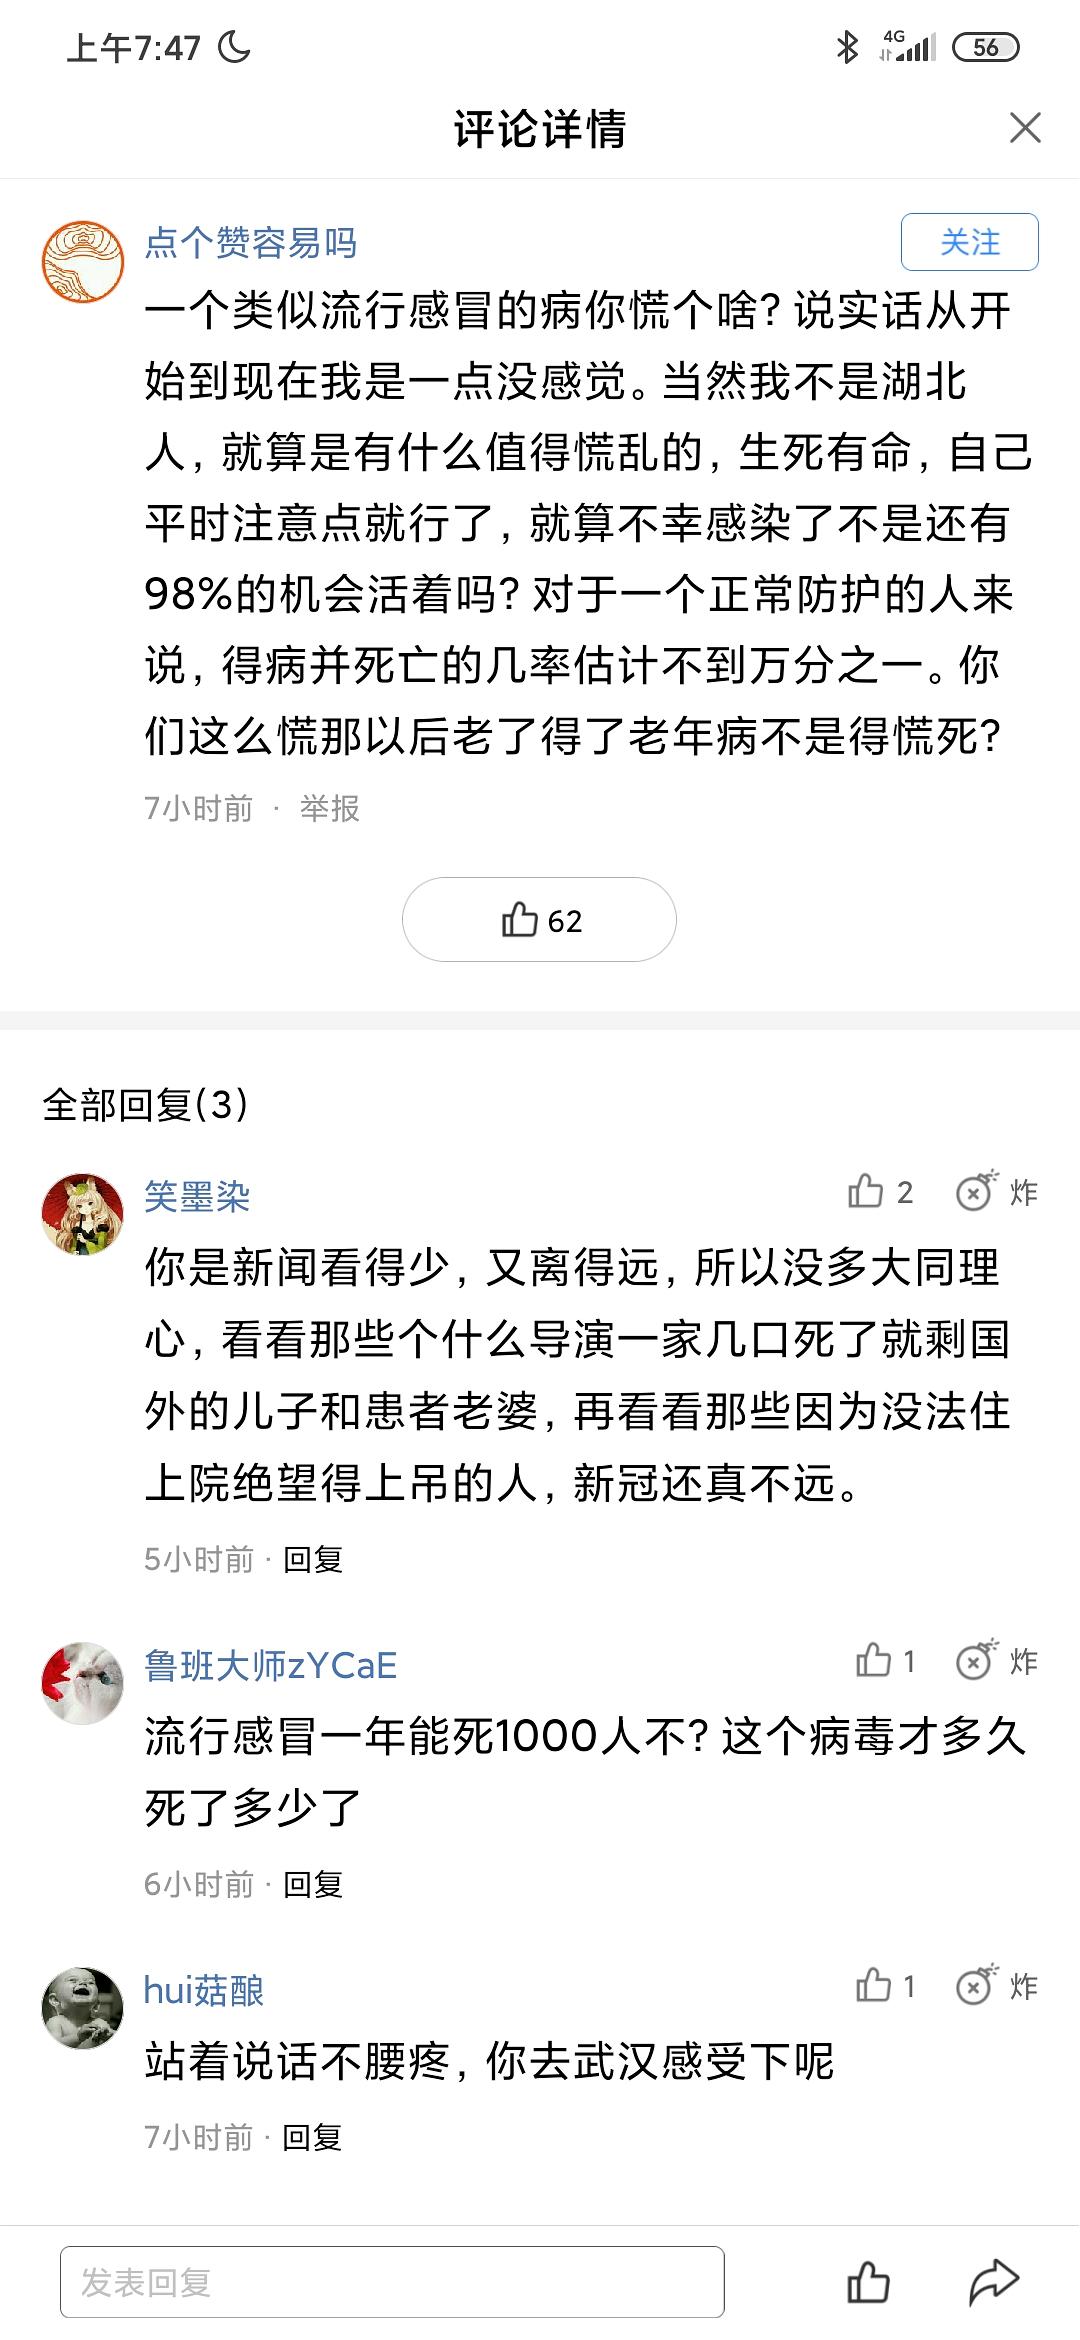 上午7:47
4G
56
评论详情
点个赞容易吗
关注
一个类似流行感冒的病你慌个啥？说实话从开
始到现在我是一点没感觉。当然我不是湖北
人，就算是有什么值得慌乱的，生死有命，自己
平时注意点就行了，就算不幸感染了不是还有
98%的机会活着吗？对于一个正常防护的人来
说，得病并死亡的几率估计不到万分之一。你
们这么慌那以后老了得了老年病不是得慌死？
7小时前 · 举报
62
全部回复(3)
笑墨染
2 炸
你是新闻看得少，又离得远，所以没多大同理
心，看看那些个什么导演一家几口死了就剩国
外的儿子和患者老婆，再看看那些因为没法住
上院绝望得上吊的人，新冠还真不远。
5小时前 · 回复
鲁班大师zYCaE
1 炸
流行感冒一年能死1000人不？这个病毒才多久
死了多少了
6小时前 · 回复
hui菇酿
1 炸
站着说话不腰疼，你去武汉感受下呢
7小时前 · 回复
发表回复